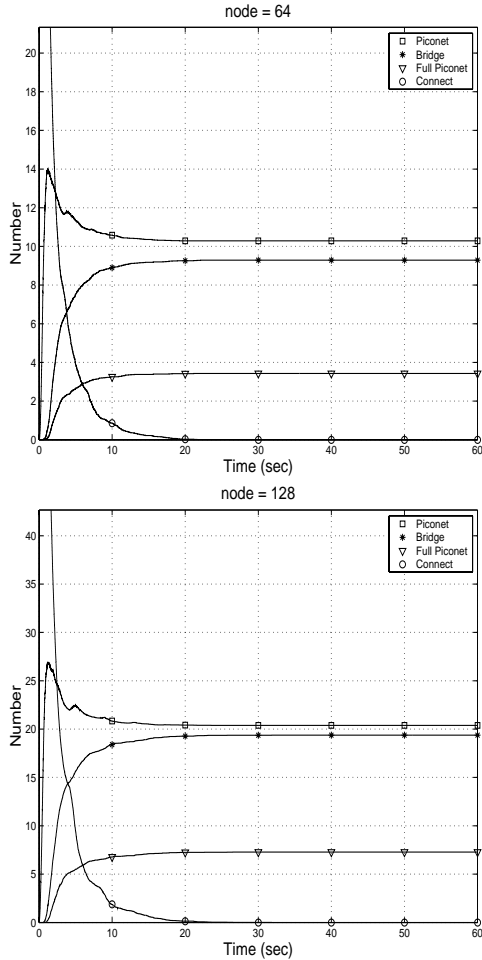 node = 64
20
18
16
14
12
10
8
6
4
2
0
Number
Piconet
Bridge
Full Piconet
Connect
0 10 20 30 40 50 60
Time (sec)
node = 128
40
35
30
25
20
15
10
5
0
Number
Piconet
Bridge
Full Piconet
Connect
0 10 20 30 40 50 60
Time (sec)